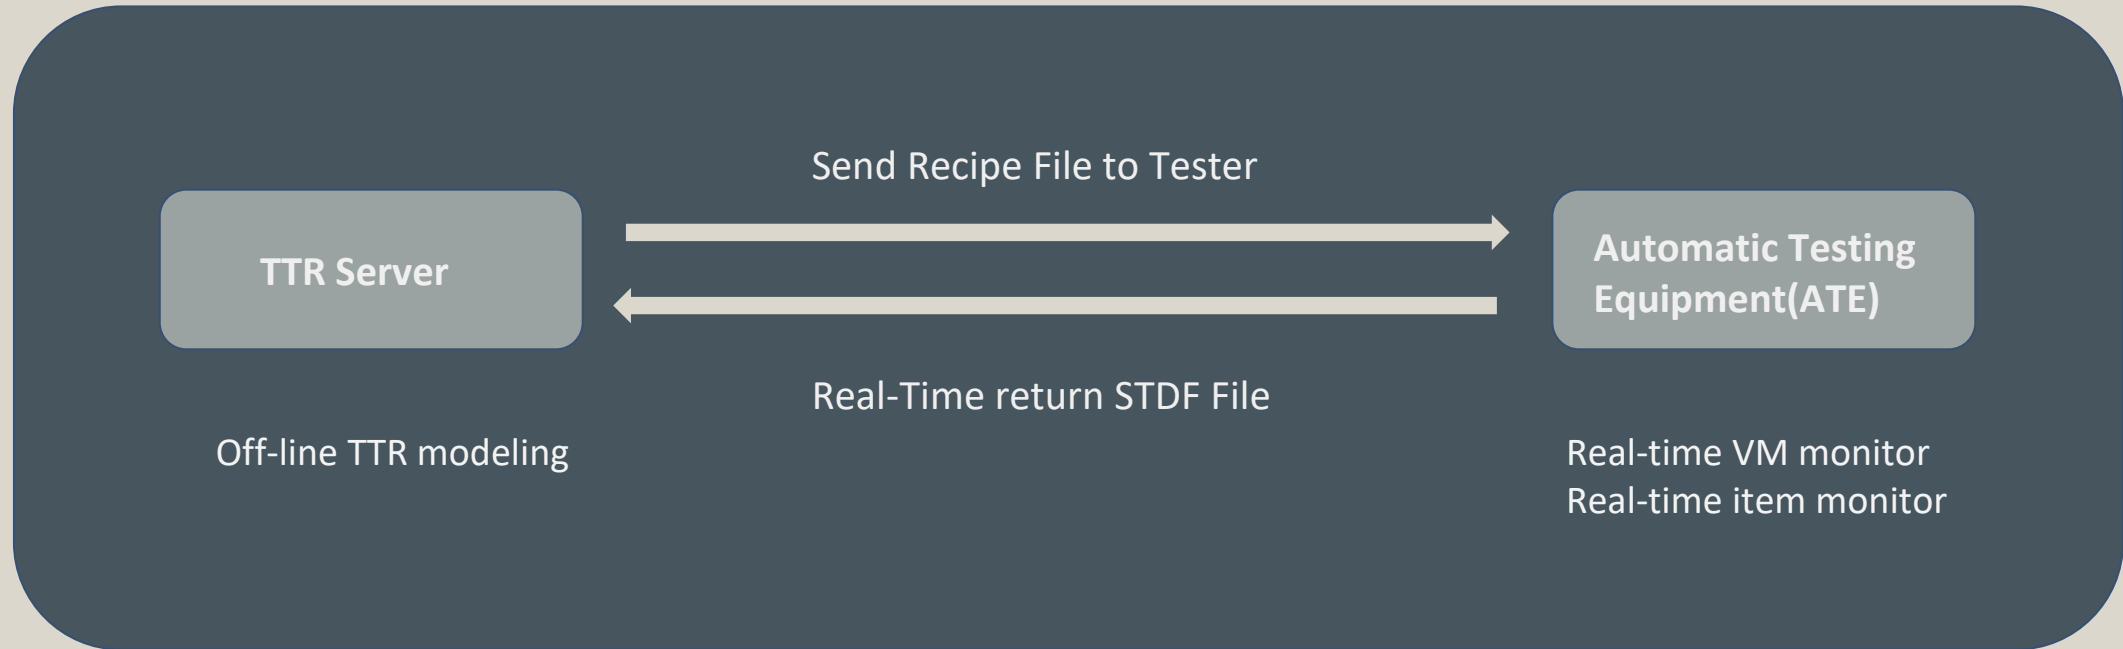 Send Recipe File to Tester
TTR Server
Automatic Testing
Equipment(ATE)
Real-Time return STDF File
Off-line TTR modeling
Real-time VM monitor
Real-time item monitor